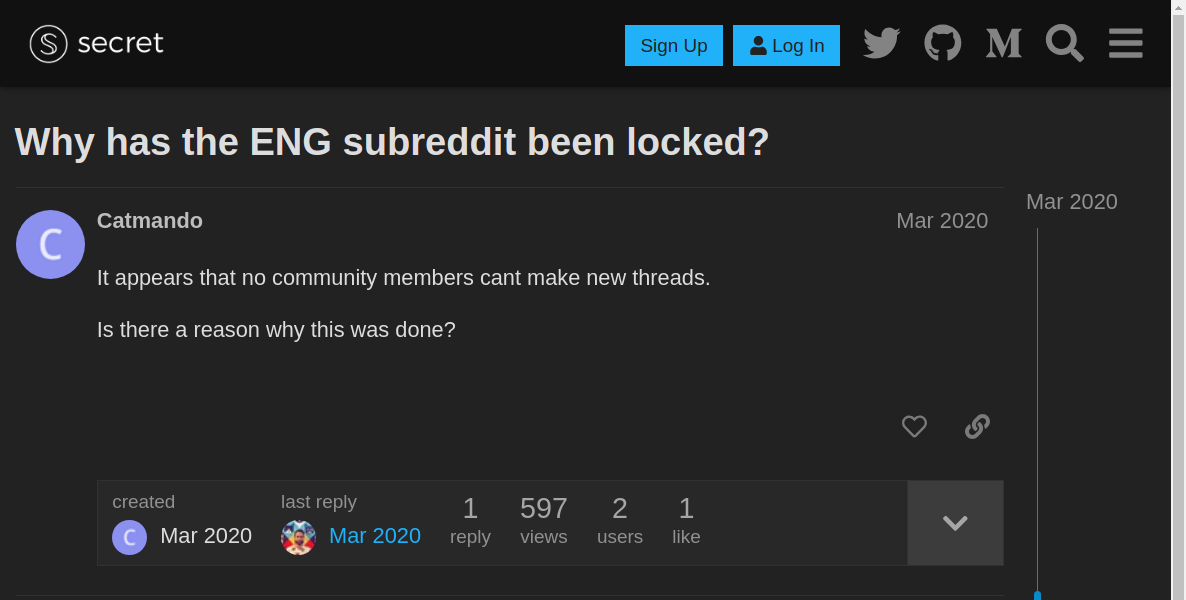 secret
Sign Up
Log In
Why has the ENG subreddit been locked?
Mar 2020
C
Catmando
Mar 2020
It appears that no community members cant make new threads.
Is there a reason why this was done?
created
last reply
1
597
2
1
C
Mar 2020
Mar 2020
reply
views
users
like